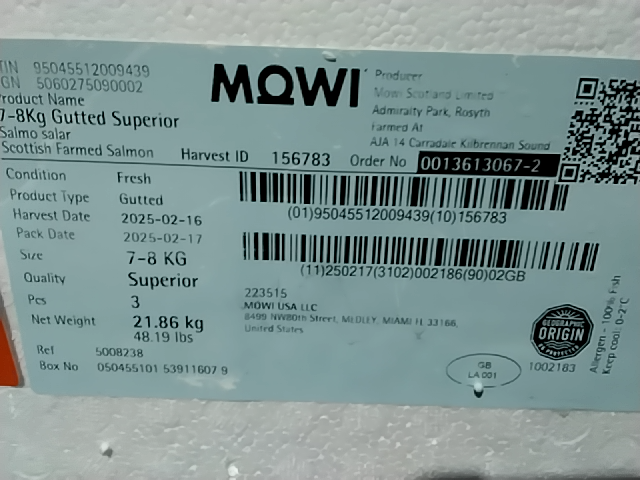 TIN 95045512009439
GN 5060275090002
Product Name
7-8Kg Gutted Superior
Salmo salar
Scottish Farmed Salmon
MOWI
Producer
Mowi Scotland Limited
Admiralty Park, Rosyth
Farmed At
AJA 14 Carradale Kilbrennan Sound
Harvest ID 156783 Order No 0013613067-2
Condition Fresh
Product Type Gutted
Harvest Date 2025-02-16
Pack Date 2025-02-17
Size 7-8 KG
Quality Superior
Pcs 3
Net Weight 21.86 kg
48.19 lbs
Ref 5008238
Box No 050455101 53911607 9
(01)95045512009439(10)156783
(11)250217(3102)002186(90)02GB
223515
MOWI USA LLC
8499 NW80th Street, MEDLEY, MIAMI FL 33166,
United States
GEOGRAPHIC
ORIGIN
UK PROTECTED
1002183
GB
LA 001
Allergen - 100% Fish
Keep cool: 0-2°C